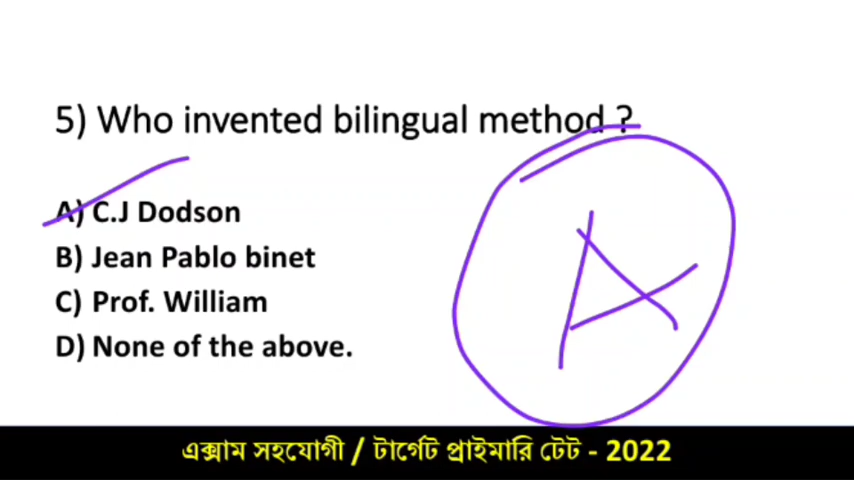 5) Who invented bilingual method ?
A) C.J Dodson
B) Jean Pablo binet
C) Prof. William
D) None of the above.
A
এক্সাম সহযোগী / টার্গেট প্রাইমারি টেট - 2022